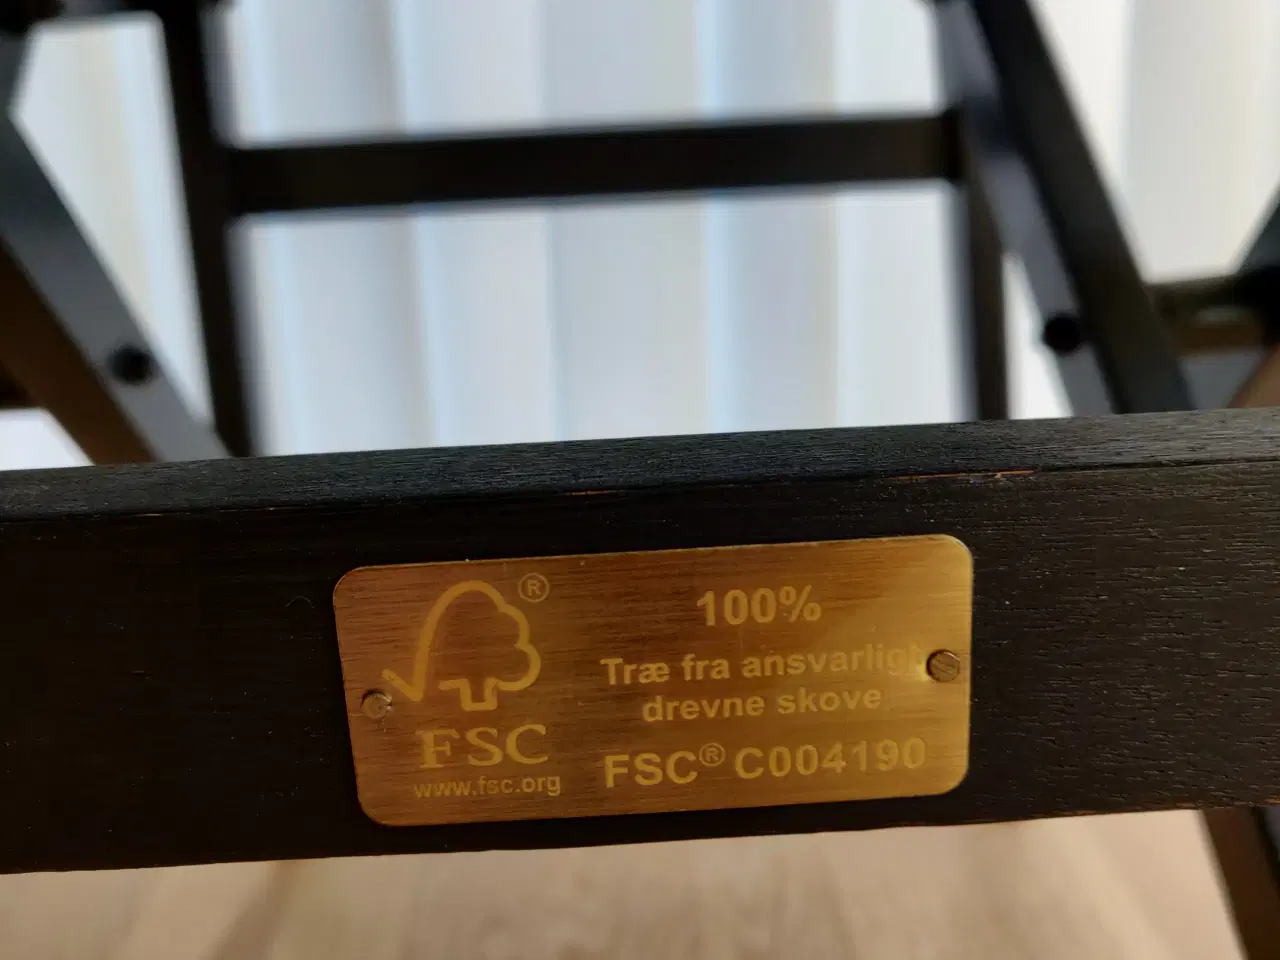 ®
FSC
www.fsc.org
100%
Træ fra ansvarligt
drevne skove
FSC® C004190